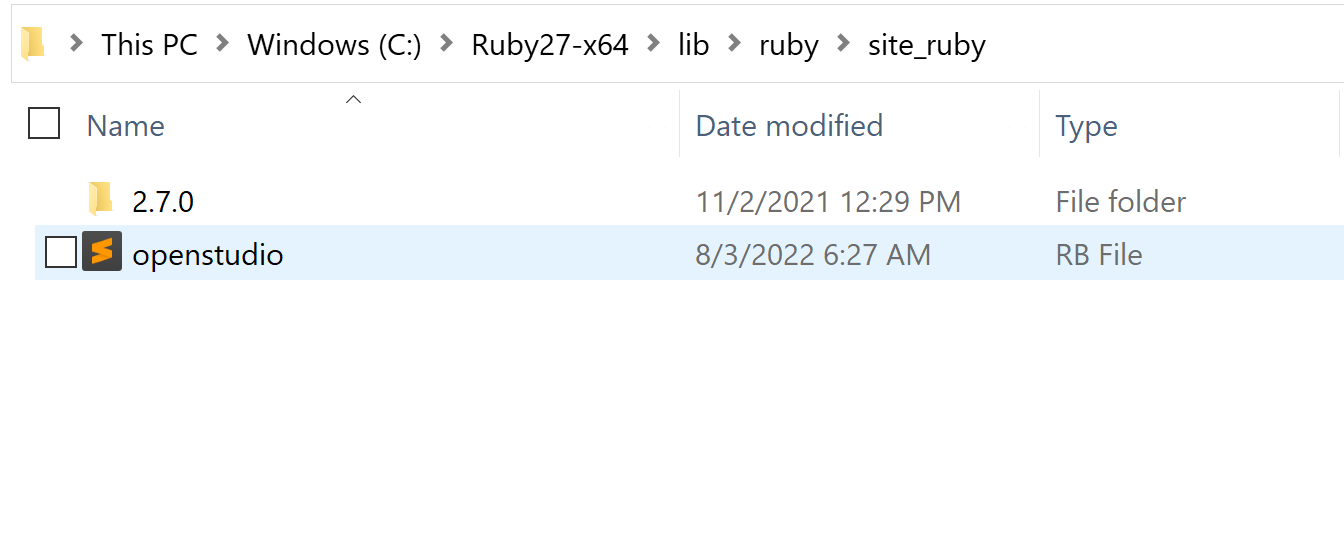 This PC > Windows (C:) > Ruby27-x64 > lib > ruby > site_ruby
Name Date modified Type
2.7.0 11/2/2021 12:29 PM File folder
openstudio 8/3/2022 6:27 AM RB File